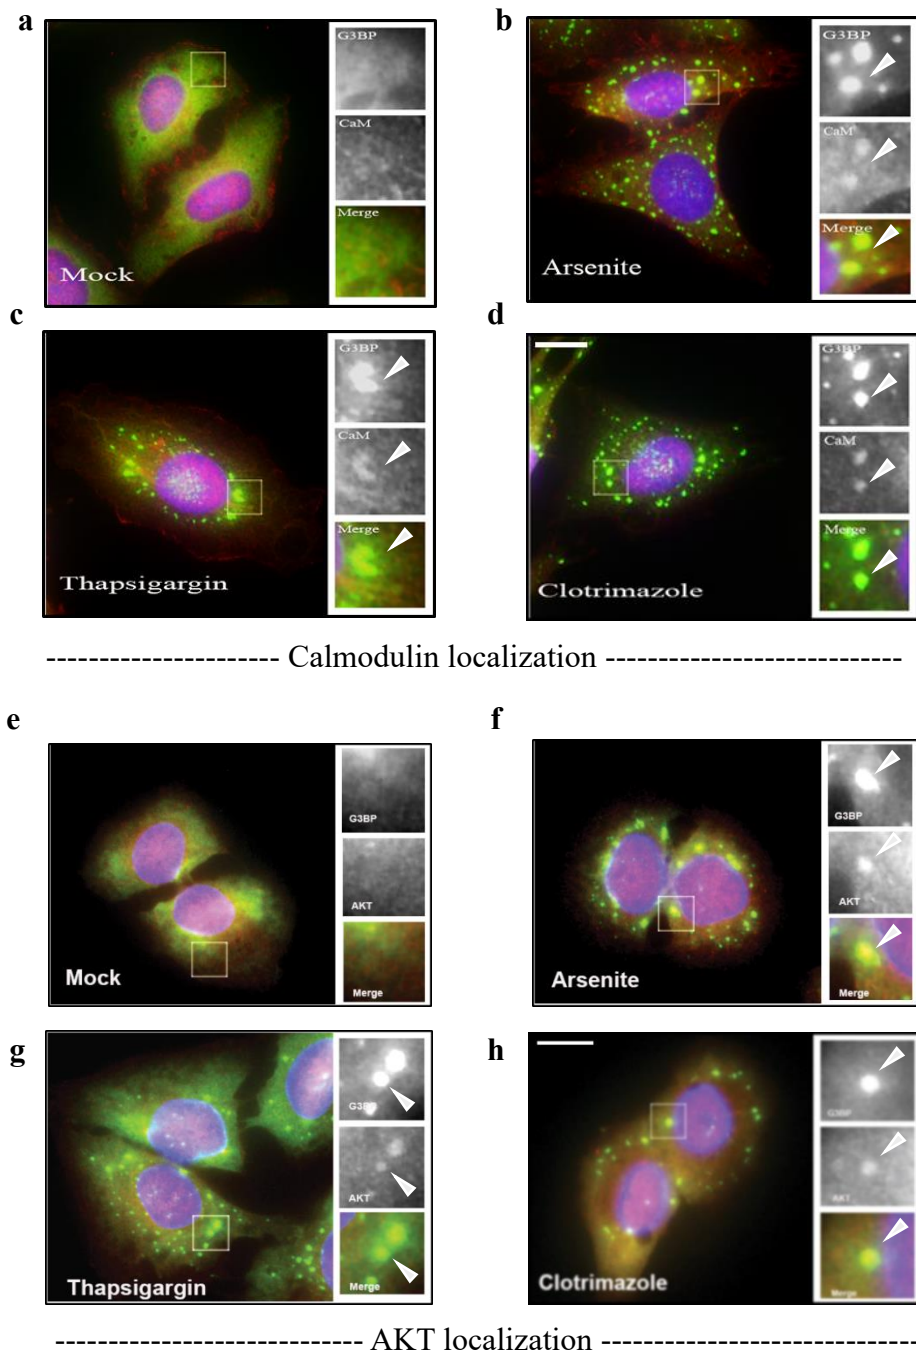 a
G3BP
CaM
Merge
Mock
b
G3BP
CaM
Merge
Arsenite
c
G3BP
CaM
Merge
Thapsigargin
d
G3BP
CaM
Merge
Clotrimazole
---------------------- Calmodulin localization ----------------------------
e
G3BP
AKT
Merge
Mock
f
G3BP
AKT
Merge
Arsenite
g
G3BP
AKT
Merge
Thapsigargin
h
G3BP
AKT
Merge
Clotrimazole
----------------------------- AKT localization ------------------------------